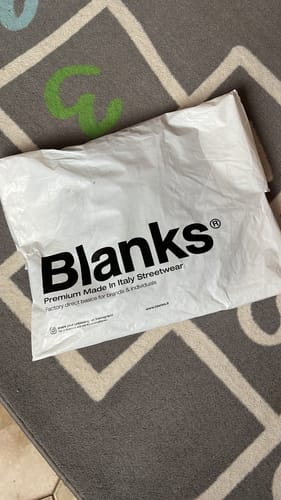 Blanks®
Premium Made In Italy Streetwear
Factory direct basics for brands & individuals